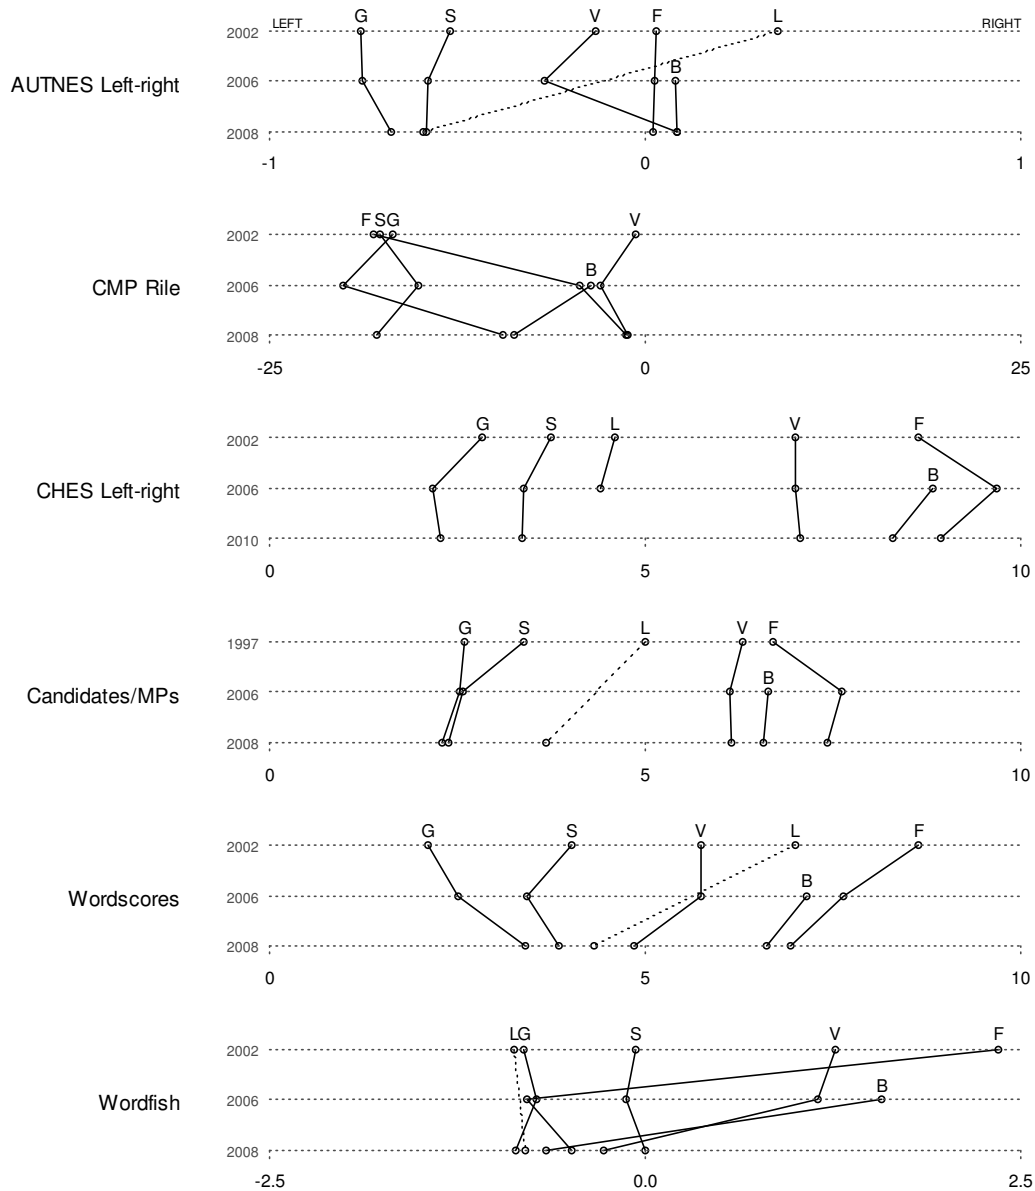 G S V F L
2002 LEFT RIGHT
B
2006
AUTNES Left-right
2008
-1 0 1
F S G V
2002
B
2006
CMP Rile
2008
-25 0 25
G S L V F
2002
B
2006
CHES Left-right
2010
0 5 10
G S L V F
1997
B
2006
Candidates/MPs
2008
0 5 10
G S V L F
2002
B
2006
Wordscores
2008
0 5 10
L G S V F
2002
B
2006
Wordfish
2008
-2.5 0.0 2.5